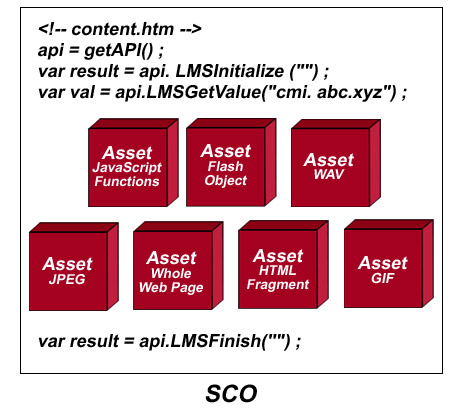 <!-- content.htm -->
api = getAPI() ;
var result = api. LMSInitialize ("") ;
var val = api.LMSGetValue("cmi. abc.xyz") ;
Asset
JavaScript
Functions
Asset
Flash
Object
Asset
WAV
Asset
JPEG
Asset
Whole
Web Page
Asset
HTML
Fragment
Asset
GIF
var result = api.LMSFinish("") ;
SCO